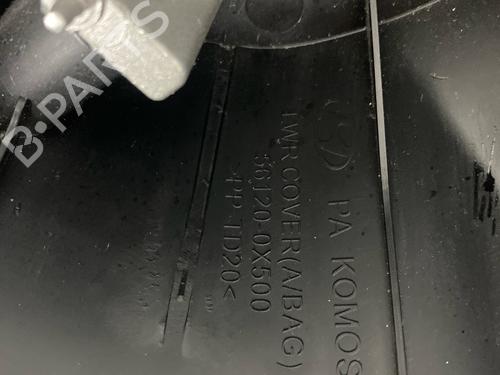 PA KOMOS
LWR COVER(A/BAG)
56120-0X500
>PP-TD20<
B-PARTS